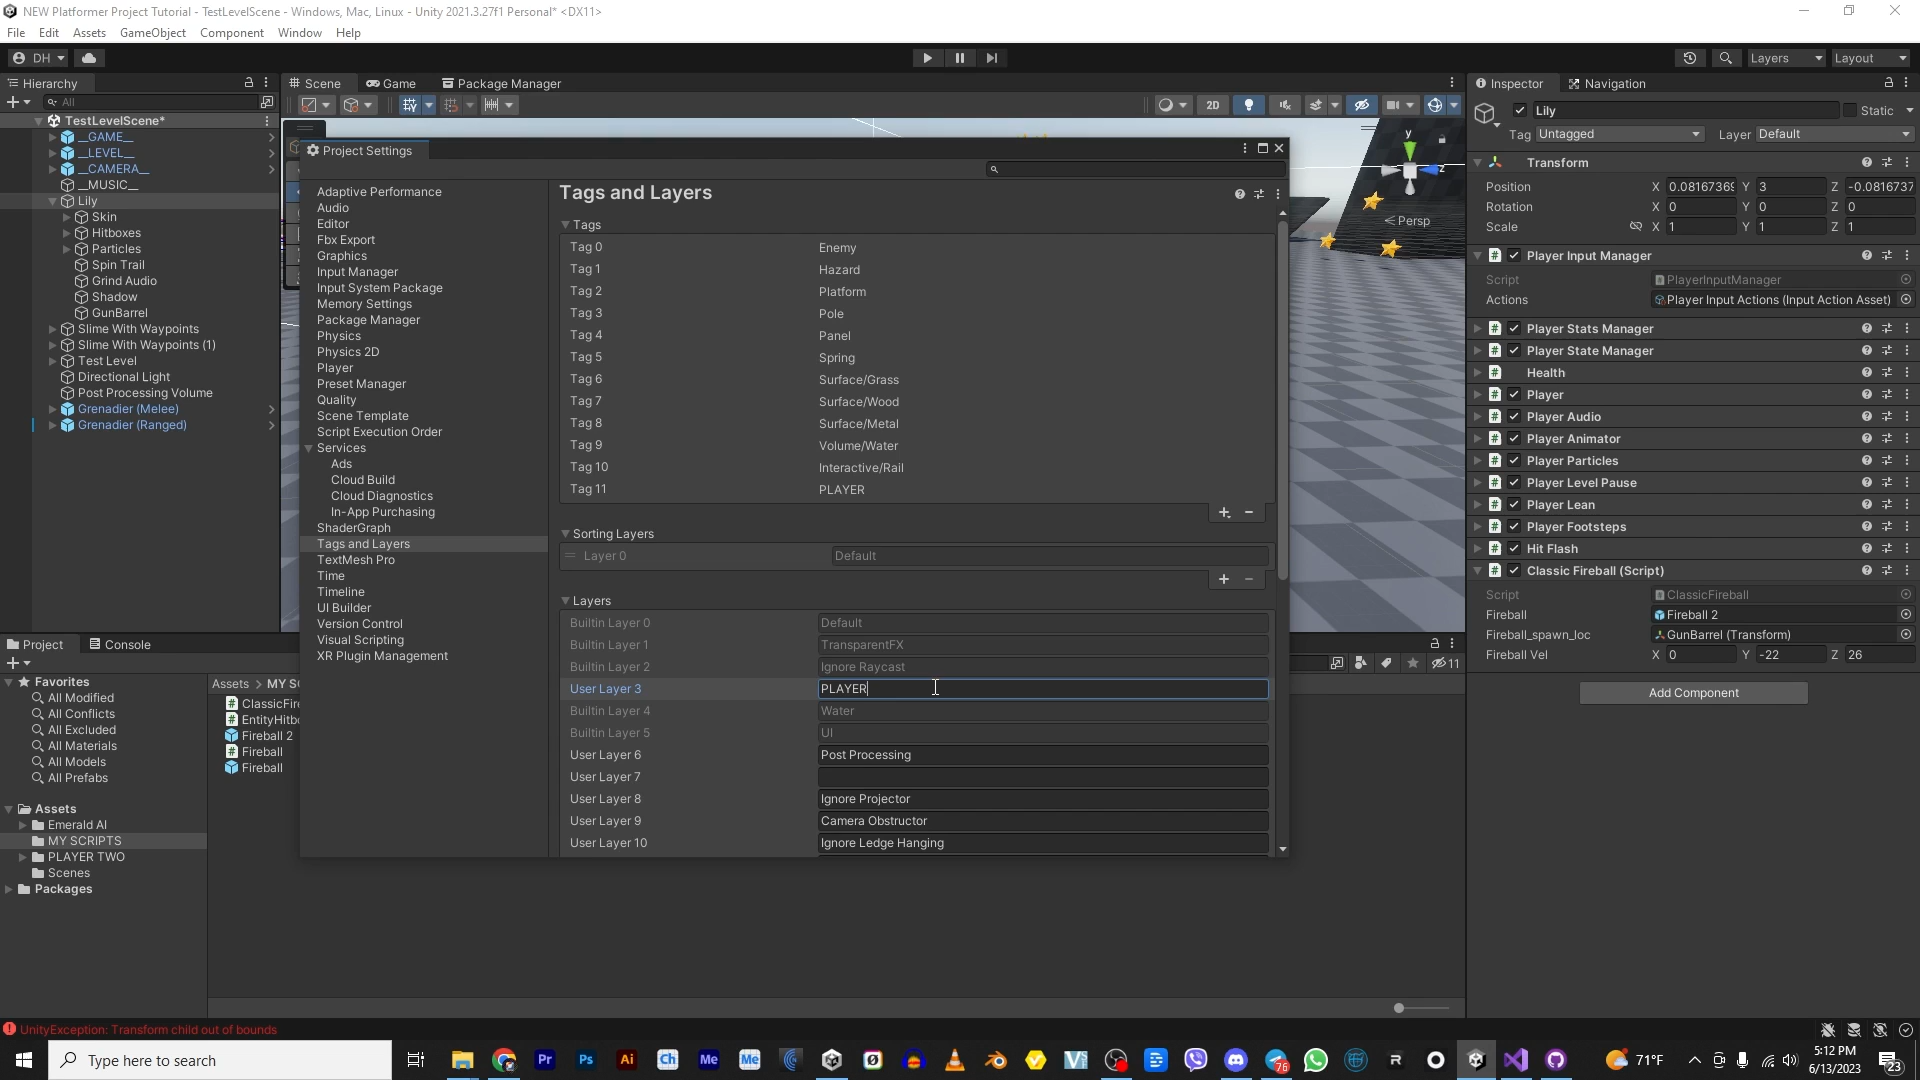 NEW Platformer Project Tutorial - TestLevelScene - Windows, Mac, Linux - Unity 2021.3.27f1 Personal* <DX11>
File Edit Assets GameObject Component Window Help
DH Layers Layout
Hierarchy
All
TestLevelScene*
__GAME__
__LEVEL__
__CAMERA__
__MUSIC__
Lily
Skin
Hitboxes
Particles
Spin Trail
Grind Audio
Shadow
GunBarrel
Slime With Waypoints
Slime With Waypoints (1)
Test Level
Directional Light
Post Processing Volume
Grenadier (Melee)
Grenadier (Ranged)
Scene Game Package Manager
2D
y
z
Persp
Project Settings
Adaptive Performance
Audio
Editor
Fbx Export
Graphics
Input Manager
Input System Package
Memory Settings
Package Manager
Physics
Physics 2D
Player
Preset Manager
Quality
Scene Template
Script Execution Order
Services
Ads
Cloud Build
Cloud Diagnostics
In-App Purchasing
ShaderGraph
Tags and Layers
TextMesh Pro
Time
Timeline
UI Builder
Version Control
Visual Scripting
XR Plugin Management
Tags and Layers
Tags
Tag 0 Enemy
Tag 1 Hazard
Tag 2 Platform
Tag 3 Pole
Tag 4 Panel
Tag 5 Spring
Tag 6 Surface/Grass
Tag 7 Surface/Wood
Tag 8 Surface/Metal
Tag 9 Volume/Water
Tag 10 Interactive/Rail
Tag 11 PLAYER
Sorting Layers
Layer 0 Default
Layers
Builtin Layer 0 Default
Builtin Layer 1 TransparentFX
Builtin Layer 2 Ignore Raycast
User Layer 3 PLAYER
Builtin Layer 4 Water
Builtin Layer 5 UI
User Layer 6 Post Processing
User Layer 7
User Layer 8 Ignore Projector
User Layer 9 Camera Obstructor
User Layer 10 Ignore Ledge Hanging
Inspector Navigation
Lily Static
Tag Untagged Layer Default
Transform
Position X 0.0816736 Y 3 Z -0.0816737
Rotation X 0 Y 0 Z 0
Scale X 1 Y 1 Z 1
Player Input Manager
Script PlayerInputManager
Actions Player Input Actions (Input Action Asset)
Player Stats Manager
Player State Manager
Health
Player
Player Audio
Player Animator
Player Particles
Player Level Pause
Player Lean
Player Footsteps
Hit Flash
Classic Fireball (Script)
Script ClassicFireball
Fireball Fireball 2
Fireball_spawn_loc GunBarrel (Transform)
Fireball Vel X 0 Y -22 Z 26
Add Component
Project Console
11
Favorites
All Modified
All Conflicts
All Excluded
All Materials
All Models
All Prefabs
Assets
Emerald AI
MY SCRIPTS
PLAYER TWO
Scenes
Packages
Assets > MY S
ClassicFire
EntityHitb
Fireball 2
Fireball
Fireball
UnityException: Transform child out of bounds
Type here to search
Pr Ps Ai Ch Me Me
76
71°F
5:12 PM
6/13/2023
23